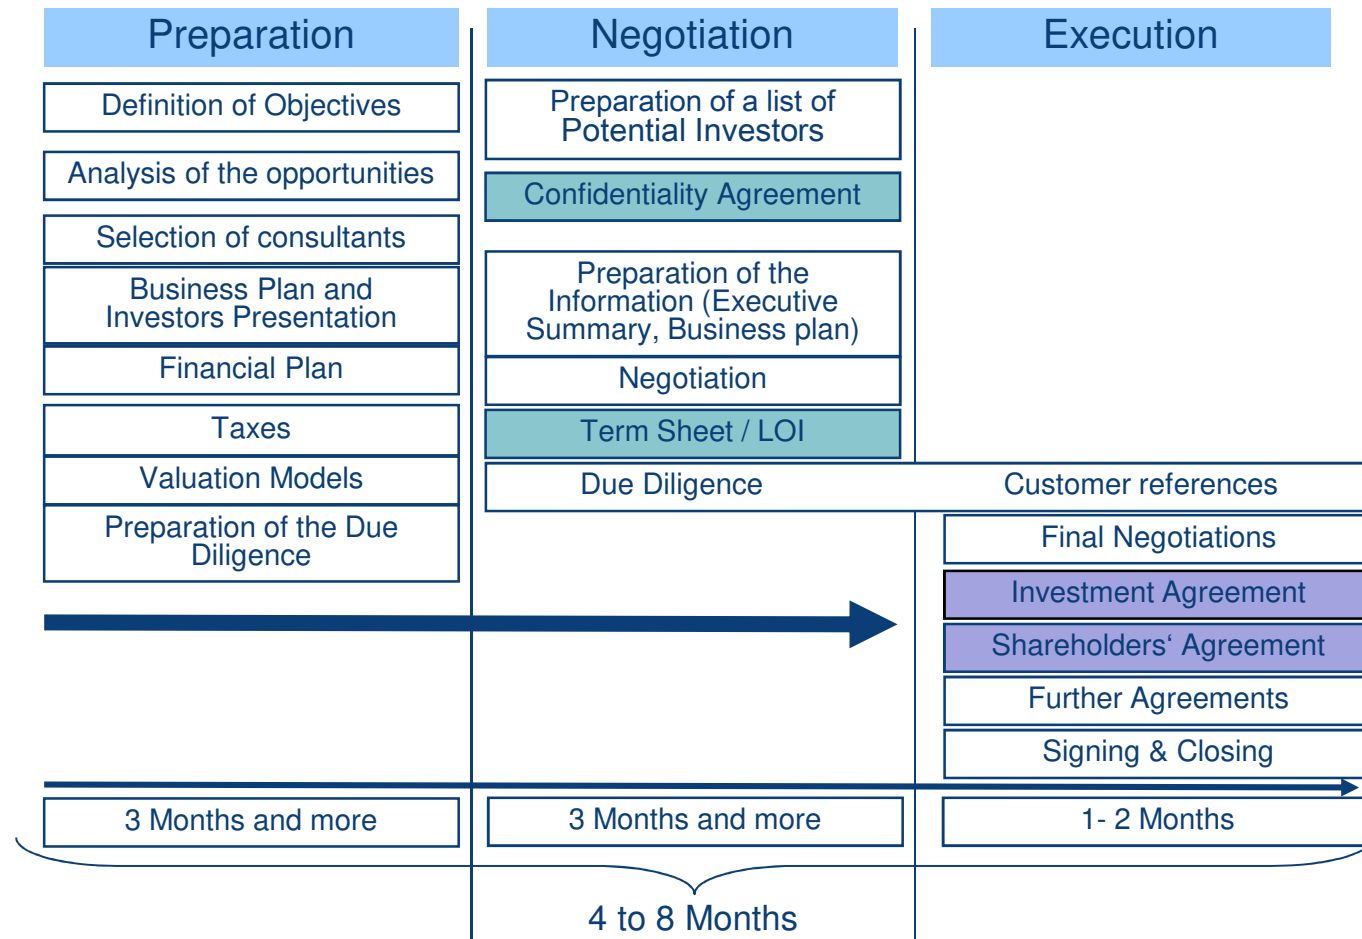 Preparation
Definition of Objectives
Analysis of the opportunities
Selection of consultants
Business Plan and
Investors Presentation
Financial Plan
Taxes
Valuation Models
Preparation of the Due
Diligence
3 Months and more
Negotiation
Preparation of a list of
Potential Investors
Confidentiality Agreement
Preparation of the
Information (Executive
Summary, Business plan)
Negotiation
Term Sheet / LOI
Due Diligence
3 Months and more
Execution
Customer references
Final Negotiations
Investment Agreement
Shareholders‘ Agreement
Further Agreements
Signing & Closing
1- 2 Months
4 to 8 Months